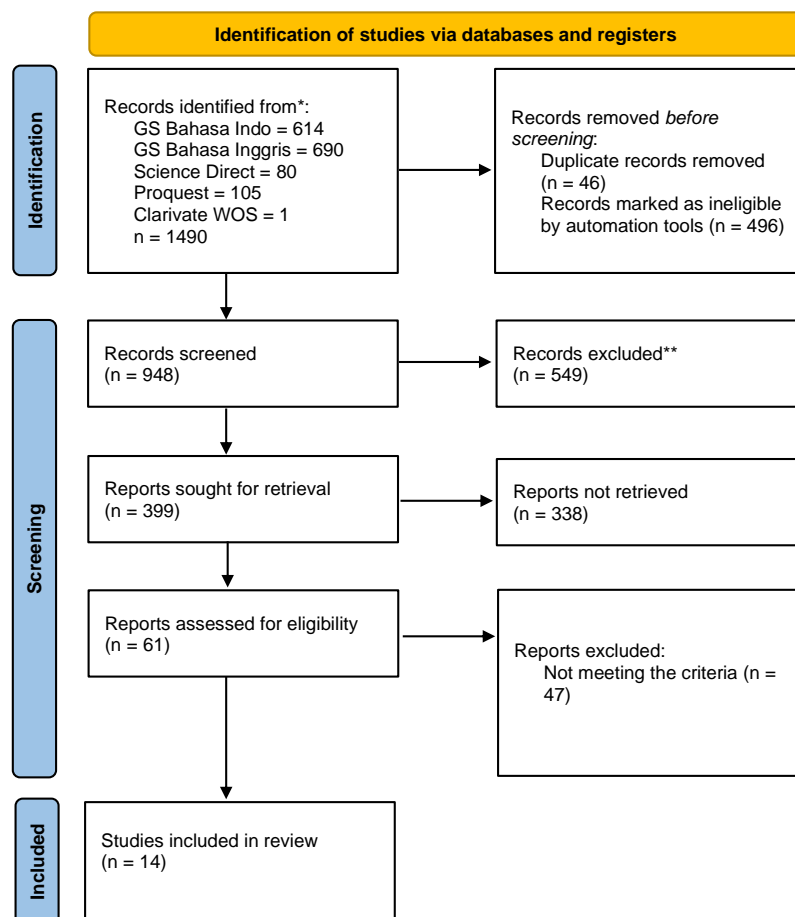 Identification of studies via databases and registers
Identification
Records identified from*:
GS Bahasa Indo = 614
GS Bahasa Inggris = 690
Science Direct = 80
Proquest = 105
Clarivate WOS = 1
n = 1490
Records removed before
screening:
Duplicate records removed
(n = 46)
Records marked as ineligible
by automation tools (n = 496)
Screening
Records screened
(n = 948)
Records excluded**
(n = 549)
Reports sought for retrieval
(n = 399)
Reports not retrieved
(n = 338)
Reports assessed for eligibility
(n = 61)
Reports excluded:
Not meeting the criteria (n =
47)
Included
Studies included in review
(n = 14)